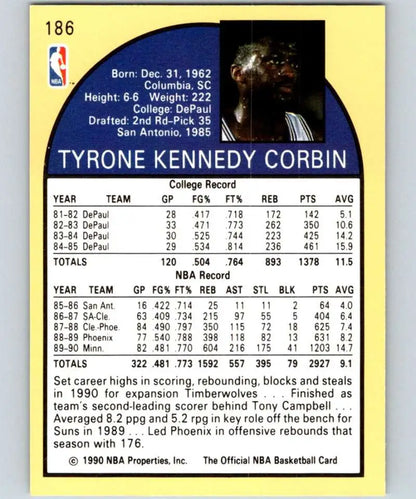 186
NBA
Born: Dec. 31, 1962
Columbia, SC
Height: 6-6 Weight: 222
College: DePaul
Drafted: 2nd Rd-Pick 35
San Antonio, 1985
TYRONE KENNEDY CORBIN
College Record
YEAR TEAM GP FG% FT% REB PTS AVG
81-82 DePaul 28 .417 .718 172 142 5.1
82-83 DePaul 33 .471 .773 262 350 10.6
83-84 DePaul 30 .525 .744 223 425 14.2
84-85 DePaul 29 .534 .814 236 461 15.9
TOTALS 120 .504 .764 893 1378 11.5
NBA Record
YEAR TEAM GP FG% FT% REB AST STL BLK PTS AVG
85-86 San Ant. 16 .422 .714 25 11 11 2 64 4.0
86-87 SA-Cle. 63 .409 .734 215 97 55 5 404 6.4
87-88 Cle.-Phoe. 84 .490 .797 350 115 72 18 625 7.4
88-89 Phoenix 77 .540 .788 398 118 82 13 631 8.2
89-90 Minn. 82 .481 .770 604 216 175 41 1203 14.7
TOTALS 322 .481 .773 1592 557 395 79 2927 9.1
Set career highs in scoring, rebounding, blocks and steals
in 1990 for expansion Timberwolves . . . Finished as
team's second-leading scorer behind Tony Campbell . . .
Averaged 8.2 ppg and 5.2 rpg in key role off the bench for
Suns in 1989 . . . Led Phoenix in offensive rebounds that
season with 176.
© 1990 NBA Properties, Inc. The Official NBA Basketball Card